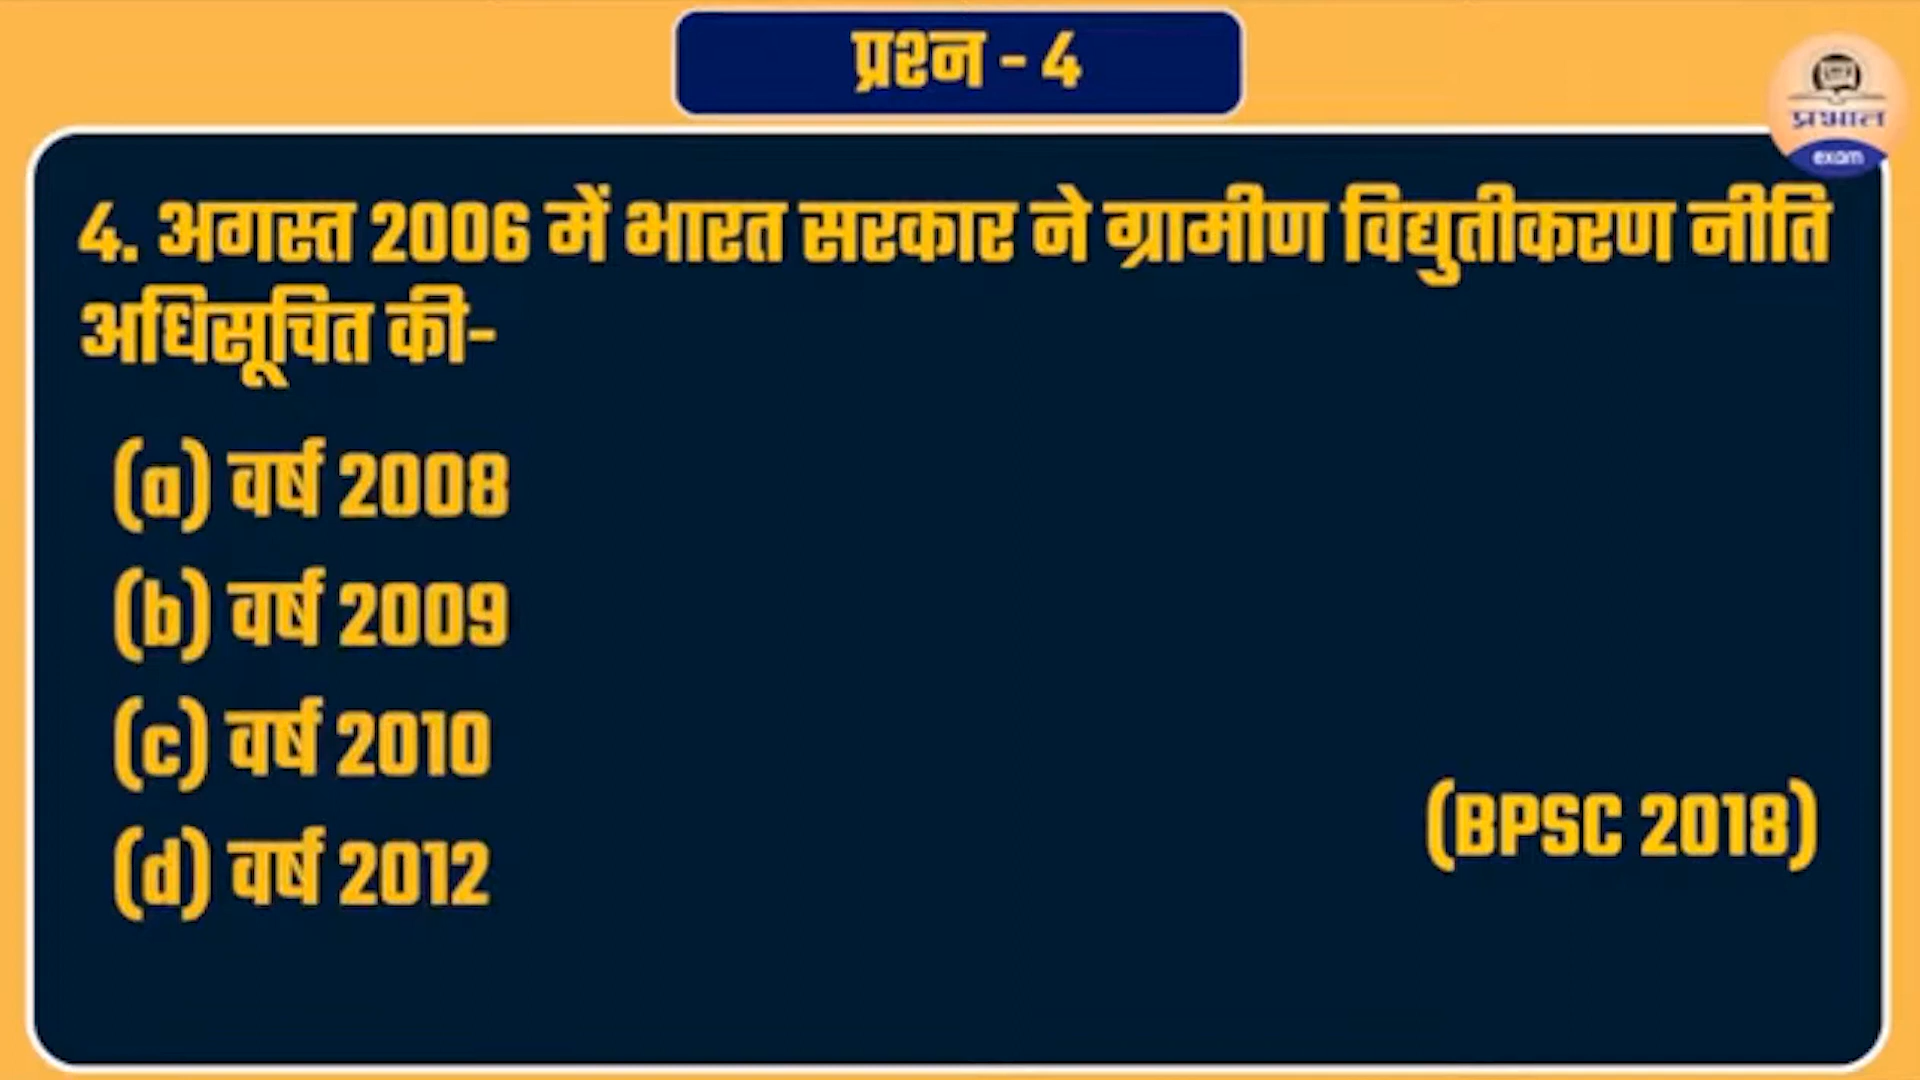 प्रश्न - 4
प्रभात
exam
4. अगस्त 2006 में भारत सरकार ने ग्रामीण विद्युतीकरण नीति
अधिसूचित की-
(a) वर्ष 2008
(b) वर्ष 2009
(c) वर्ष 2010
(d) वर्ष 2012
(BPSC 2018)